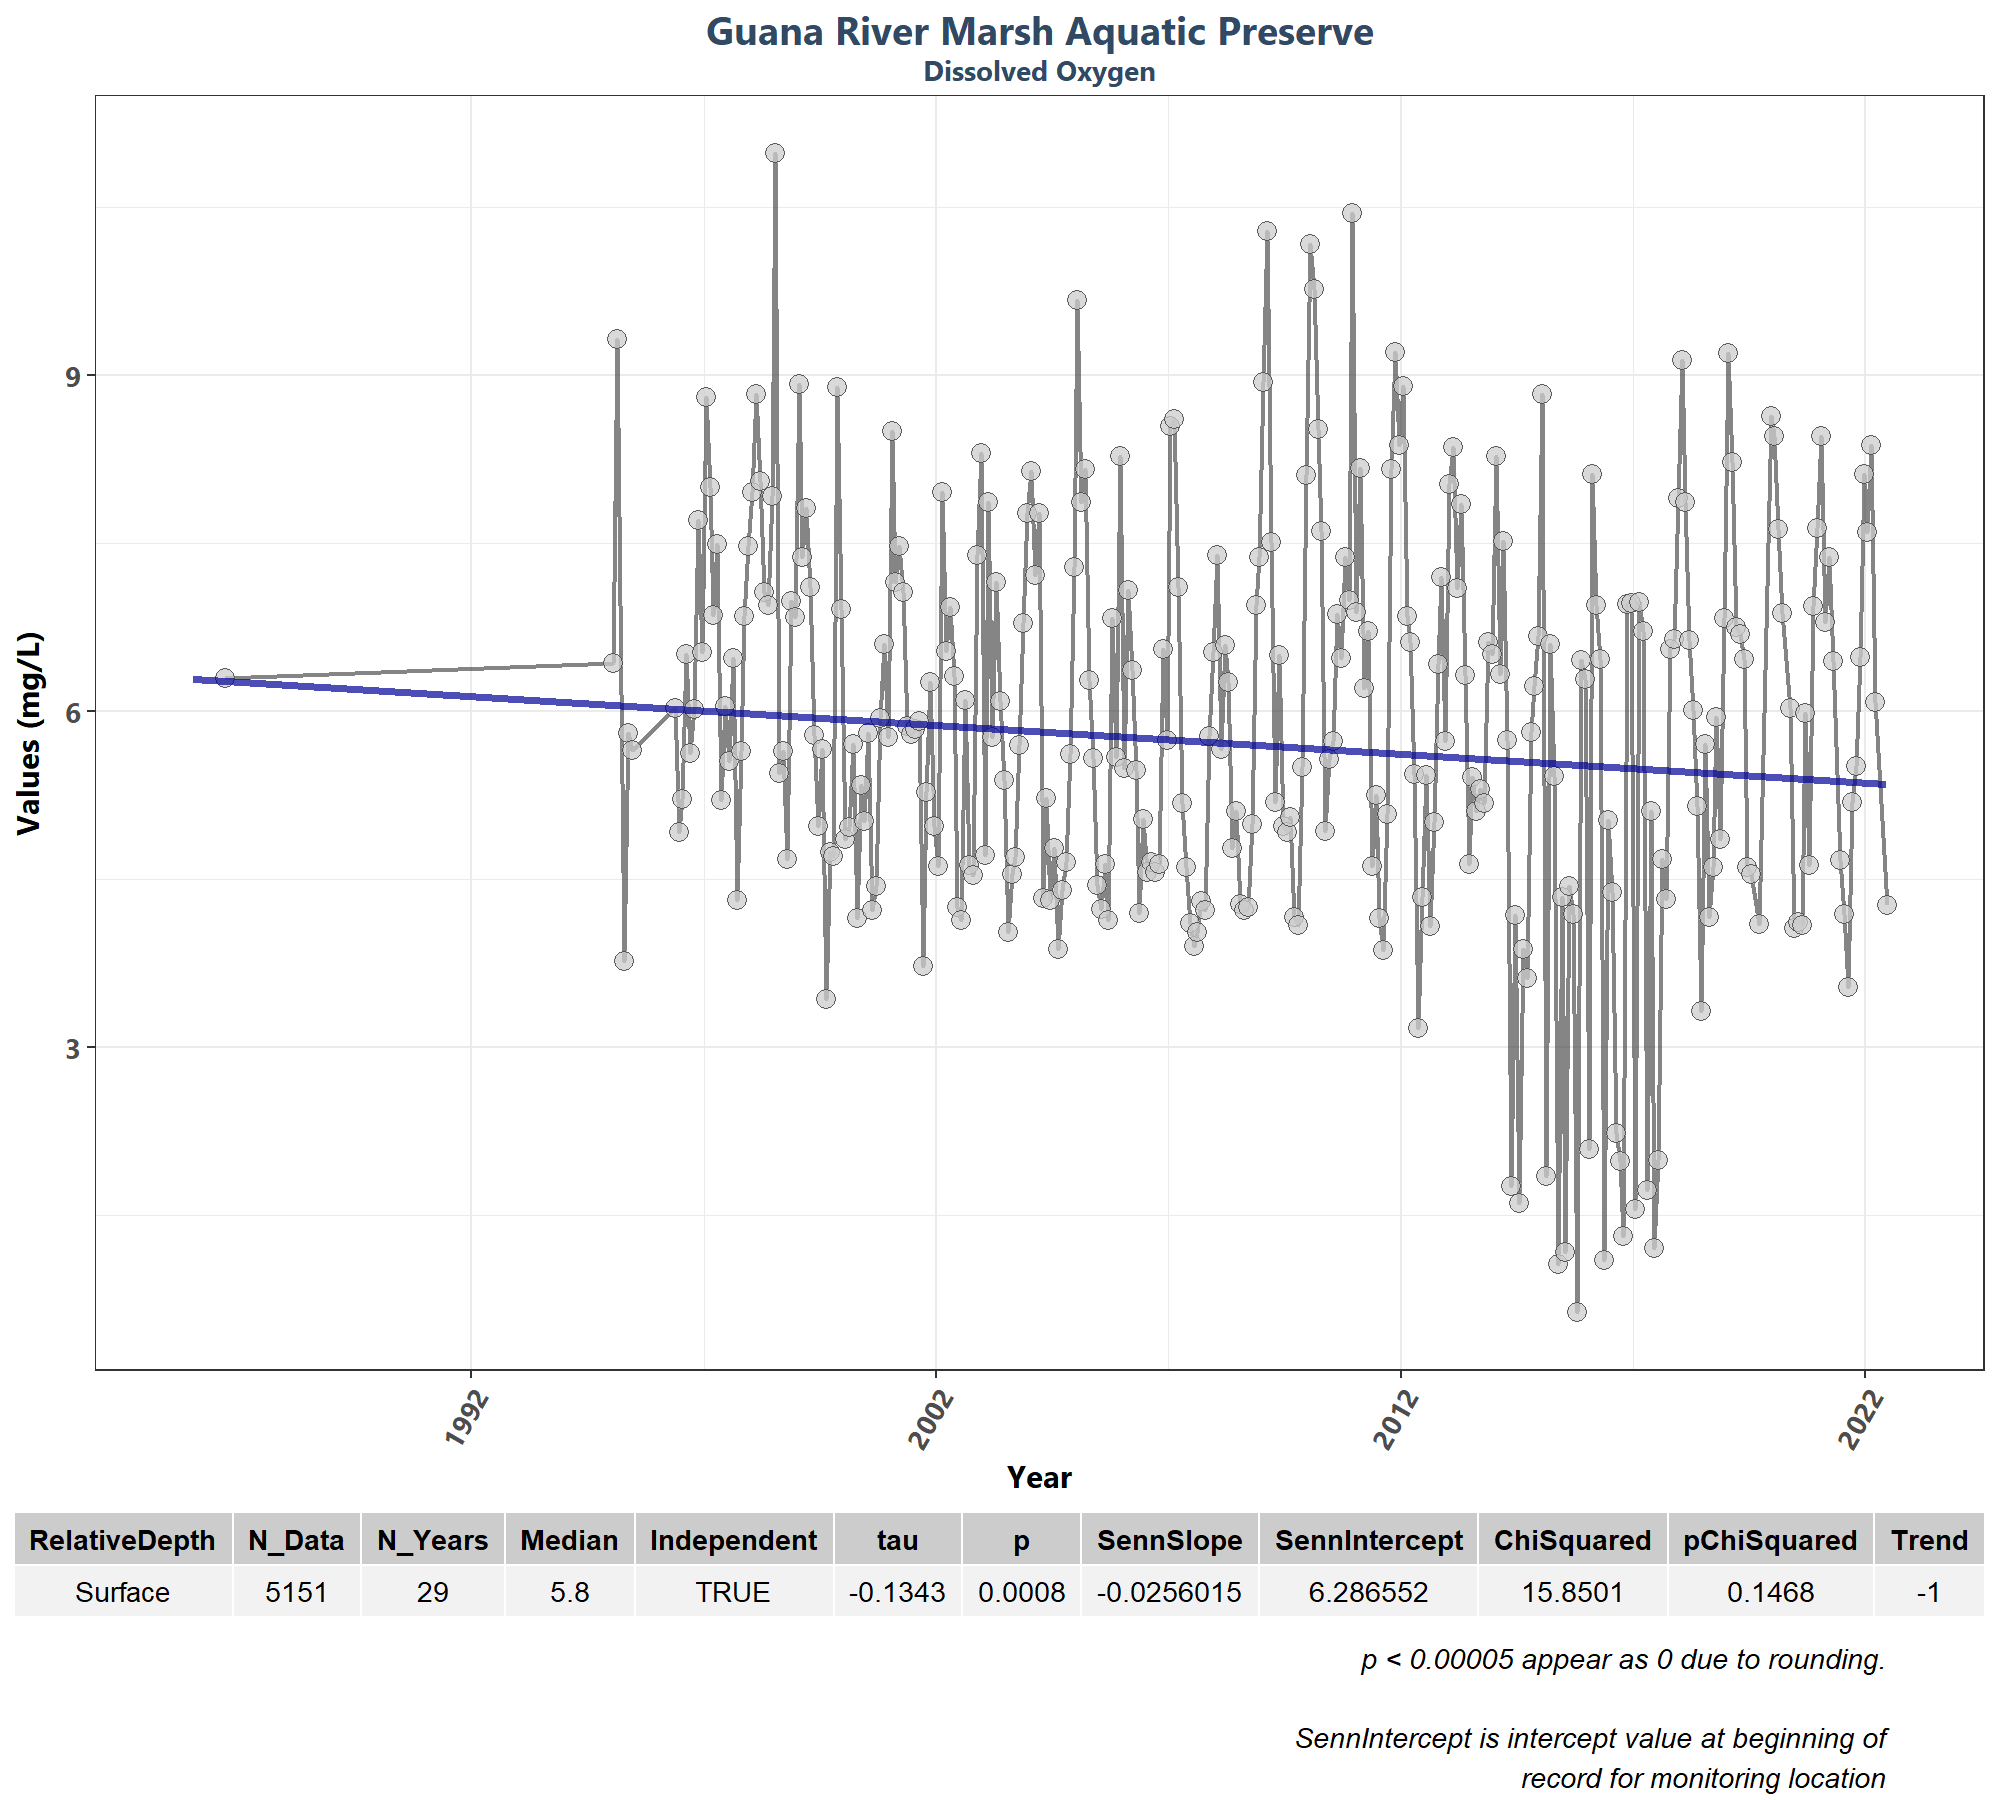 Guana River Marsh Aquatic Preserve
Dissolved Oxygen
Values (mg/L)
9
6
3
1992
2002
2012
2022
Year
RelativeDepth N_Data N_Years Median Independent tau p SennSlope SennIntercept ChiSquared pChiSquared Trend
Surface 5151 29 5.8 TRUE -0.1343 0.0008 -0.0256015 6.286552 15.8501 0.1468 -1
p < 0.00005 appear as 0 due to rounding.
SennIntercept is intercept value at beginning of
record for monitoring location